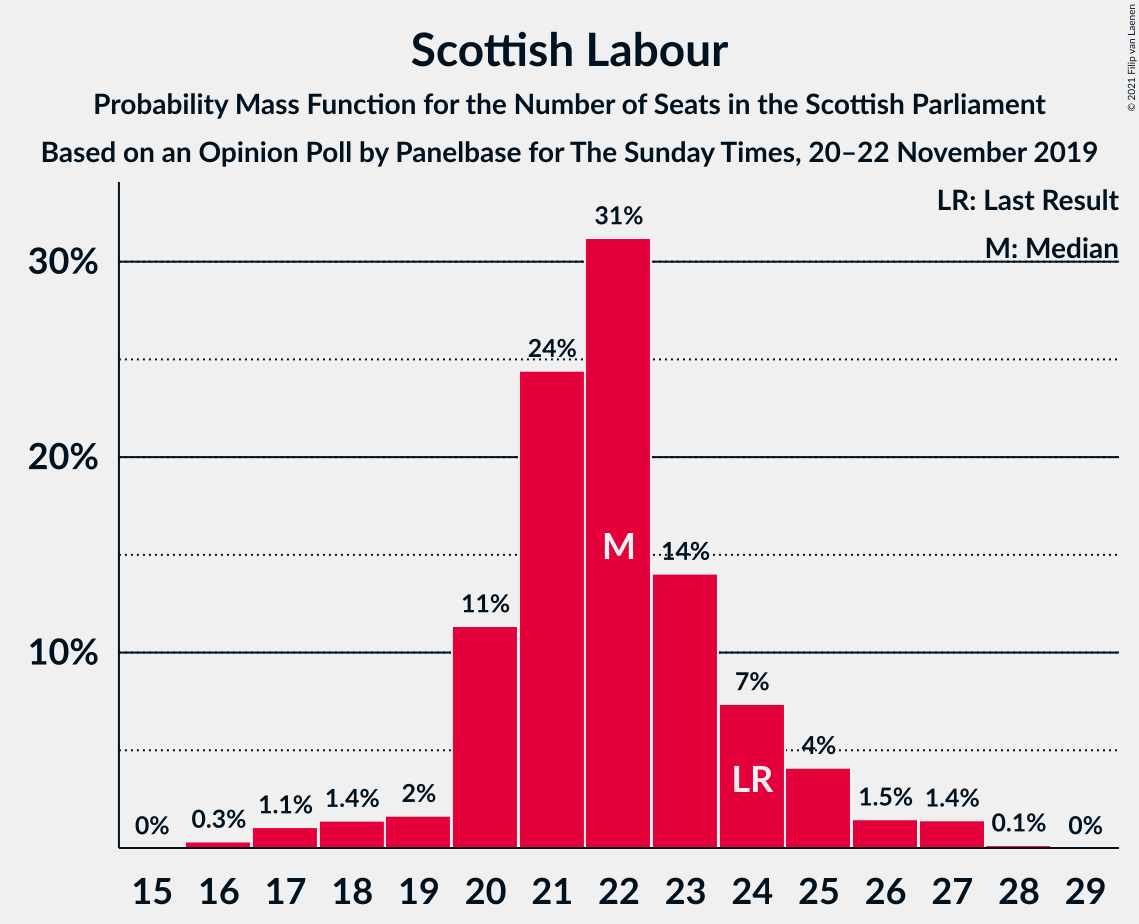 © 2021 Filip van Laenen
Scottish Labour
Probability Mass Function for the Number of Seats in the Scottish Parliament
Based on an Opinion Poll by Panelbase for The Sunday Times, 20–22 November 2019
LR: Last Result
M: Median
30%
20%
10%
0%
0.3%
1.1%
1.4%
2%
11%
24%
31%
14%
7%
4%
1.5%
1.4%
0.1%
0%
M
LR
15 16 17 18 19 20 21 22 23 24 25 26 27 28 29